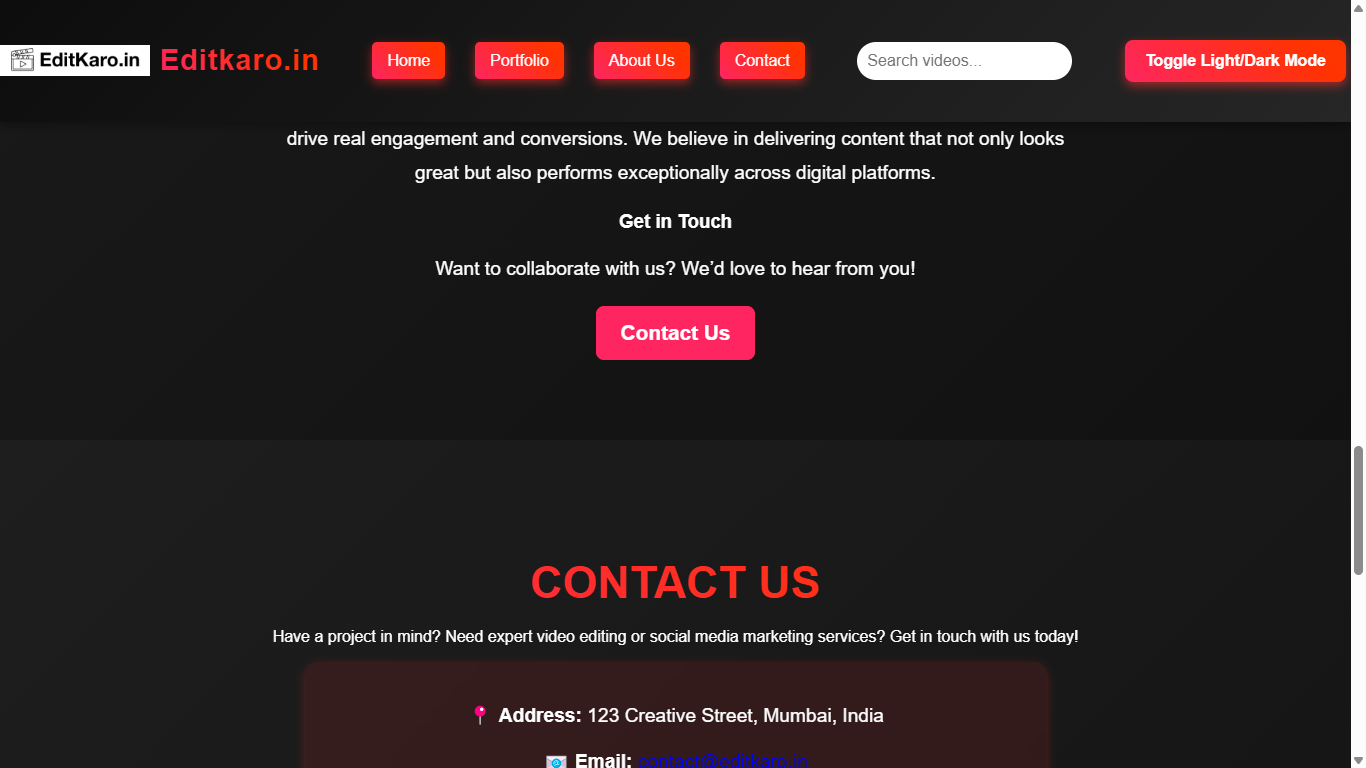 EditKaro.in
Editkaro.in
Home
Portfolio
About Us
Contact
Search videos...
Toggle Light/Dark Mode
drive real engagement and conversions. We believe in delivering content that not only looks
great but also performs exceptionally across digital platforms.
Get in Touch
Want to collaborate with us? We’d love to hear from you!
Contact Us
CONTACT US
Have a project in mind? Need expert video editing or social media marketing services? Get in touch with us today!
Address: 123 Creative Street, Mumbai, India
Email: contact@editkaro.in